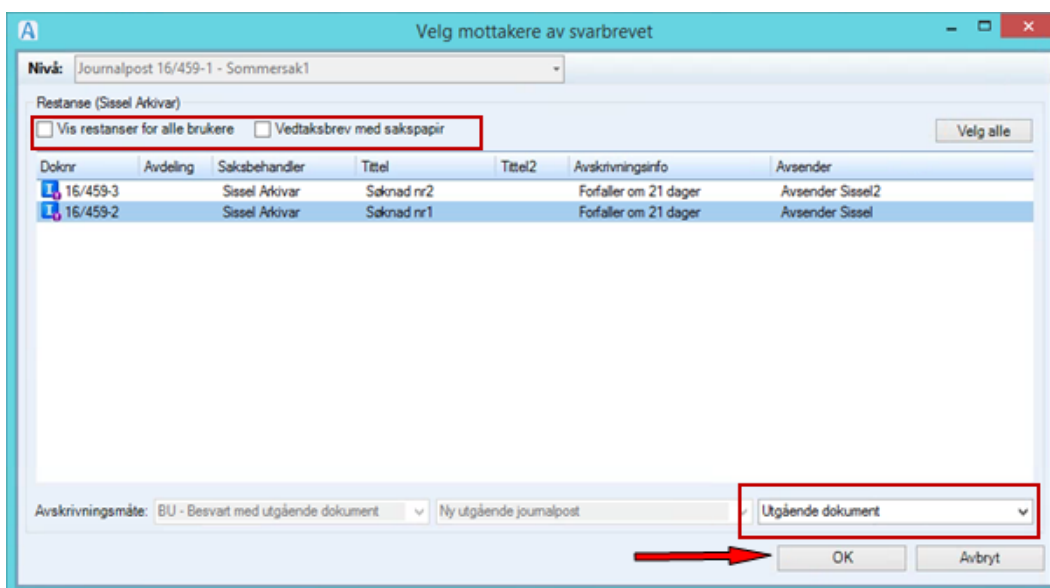 A Velg mottakere av svarbrevet
Nivå: Journalpost 16/459-1 - Sommersak1
Restanse (Sissel Arkivar)
Vis restanser for alle brukere Vedtaksbrev med sakspapir Velg alle
Doknr Avdeling Saksbehandler Tittel Tittel2 Avskrivningsinfo Avsender
I 16/459-3 Sissel Arkivar Søknad nr2 Forfaller om 21 dager Avsender Sissel2
I 16/459-2 Sissel Arkivar Søknad nr1 Forfaller om 21 dager Avsender Sissel
Avskrivningsmåte: BU - Besvart med utgående dokument Ny utgående journalpost Utgående dokument
OK Avbryt